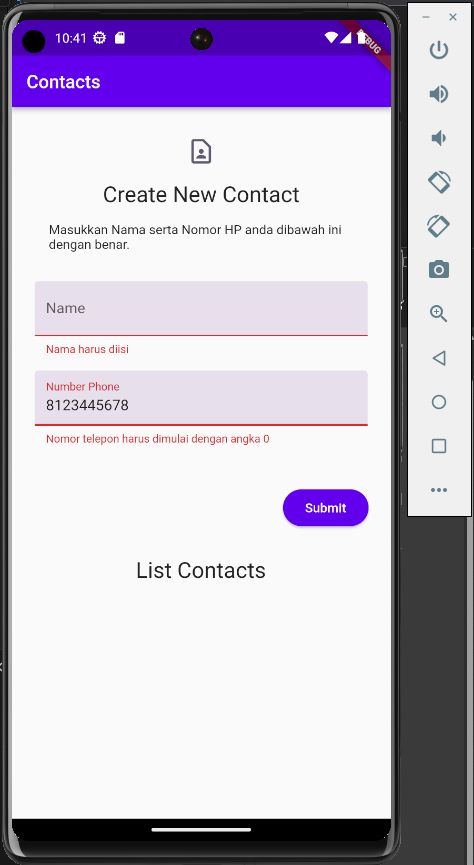 10:41
DEBUG
Contacts
Create New Contact
Masukkan Nama serta Nomor HP anda dibawah ini
dengan benar.
Name
Nama harus diisi
Number Phone
8123445678
Nomor telepon harus dimulai dengan angka 0
Submit
List Contacts